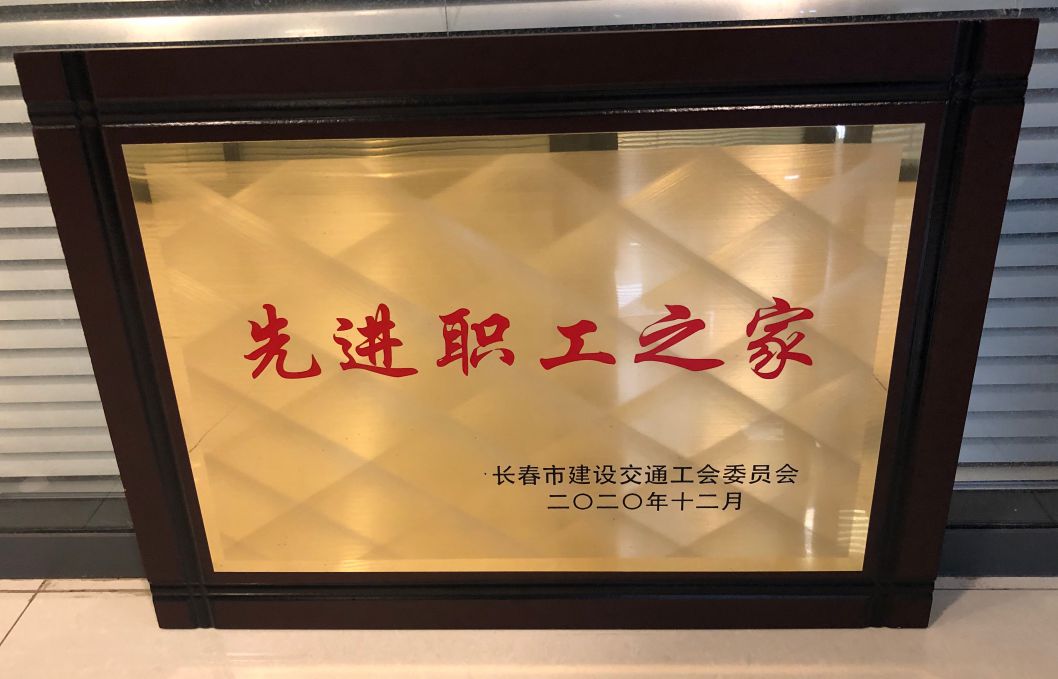 先进职工之家
长春市建设交通工会委员会
二〇二〇年十二月